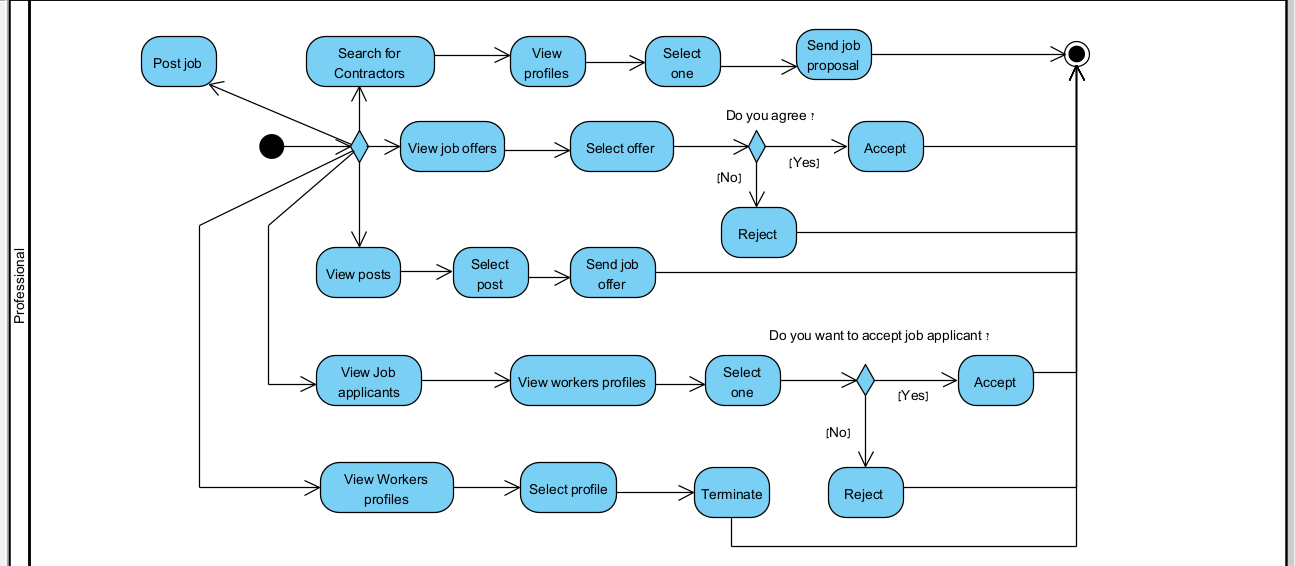 Post job
Search for
Contractors
View
profiles
Select
one
Send job
proposal
Do you agree ?
View job offers
Select offer
[Yes]
Accept
[No]
Reject
Professional
View posts
Select
post
Send job
offer
Do you want to accept job applicant ?
View Job
applicants
View workers profiles
Select
one
[Yes]
Accept
[No]
View Workers
profiles
Select profile
Terminate
Reject